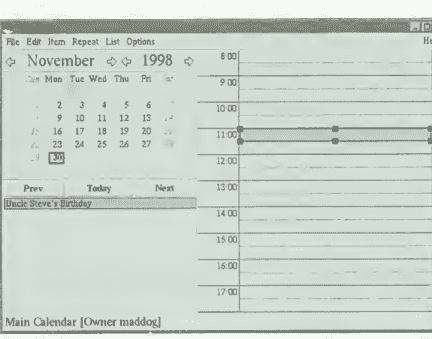 File Edit Item Repeat List Options
He
November 1998
Mon Tue Wed Thu Fri
2 3 4 5 6
9 10 11 12 13
16 17 18 19 20
23 24 25 26 27
30
Prev Today Next
Uncle Steve's Birthday
8:00
9:00
10:00
11:00
12:00
13:00
14:00
15:00
16:00
17:00
Main Calendar [Owner maddog]